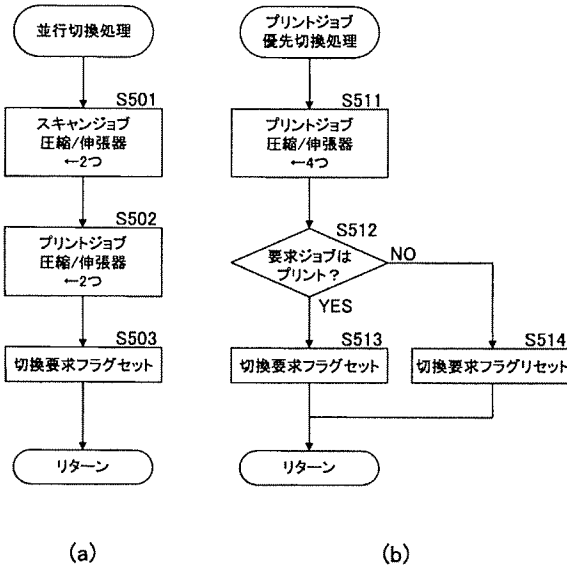 並行切換処理
S501
スキャンジョブ
圧縮/伸張器
←2つ
S502
プリントジョブ
圧縮/伸張器
←2つ
S503
切換要求フラグセット
リターン
(a)
プリントジョブ
優先切換処理
S511
プリントジョブ
圧縮/伸張器
←4つ
S512
要求ジョブは
プリント？
NO
YES
S513
切換要求フラグセット
S514
切換要求フラグリセット
リターン
(b)